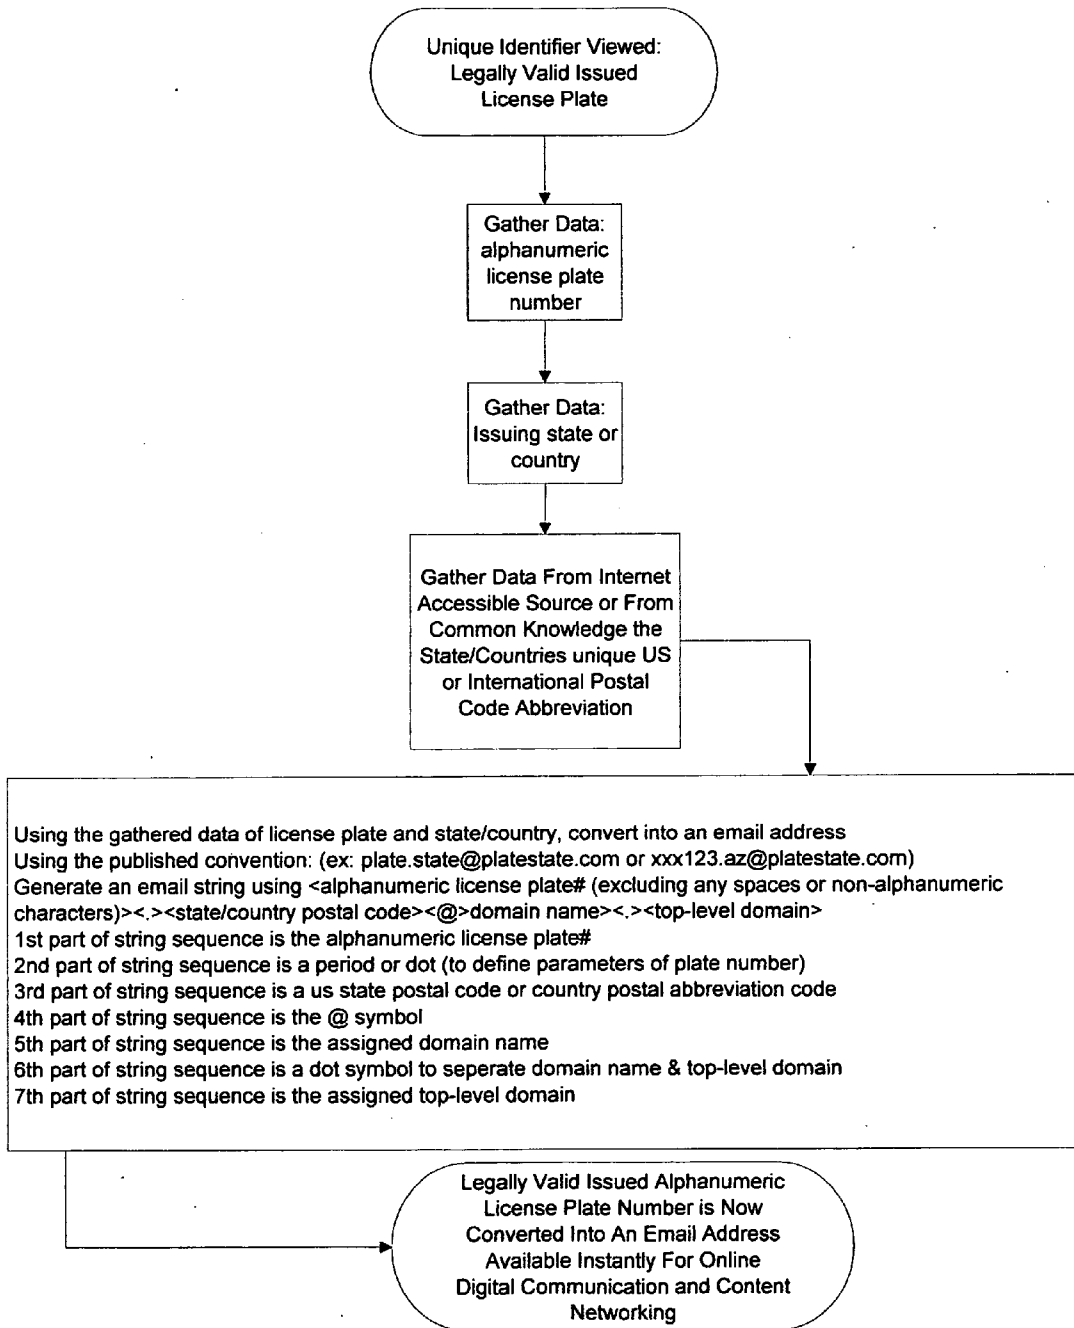 Unique Identifier Viewed:
Legally Valid Issued
License Plate
Gather Data:
alphanumeric
license plate
number
Gather Data:
Issuing state or
country
Gather Data From Internet
Accessible Source or From
Common Knowledge the
State/Countries unique US
or International Postal
Code Abbreviation
Using the gathered data of license plate and state/country, convert into an email address
Using the published convention: (ex: plate.state@platestate.com or xxx123.az@platestate.com)
Generate an email string using <alphanumeric license plate# (excluding any spaces or non-alphanumeric
characters)><.><state/country postal code><@>domain name><.><top-level domain>
1st part of string sequence is the alphanumeric license plate#
2nd part of string sequence is a period or dot (to define parameters of plate number)
3rd part of string sequence is a us state postal code or country postal abbreviation code
4th part of string sequence is the @ symbol
5th part of string sequence is the assigned domain name
6th part of string sequence is a dot symbol to seperate domain name & top-level domain
7th part of string sequence is the assigned top-level domain
Legally Valid Issued Alphanumeric
License Plate Number is Now
Converted Into An Email Address
Available Instantly For Online
Digital Communication and Content
Networking